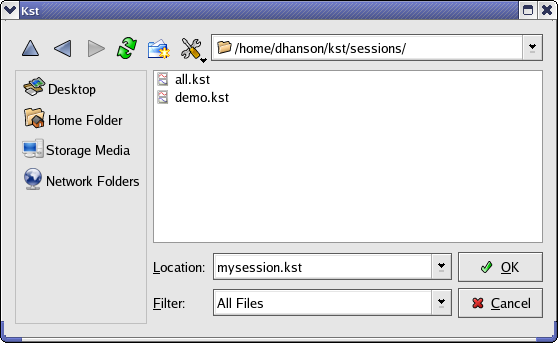 Kst
/home/dhanson/kst/sessions/
Desktop
Home Folder
Storage Media
Network Folders
all.kst
demo.kst
Location: mysession.kst OK
Filter: All Files Cancel